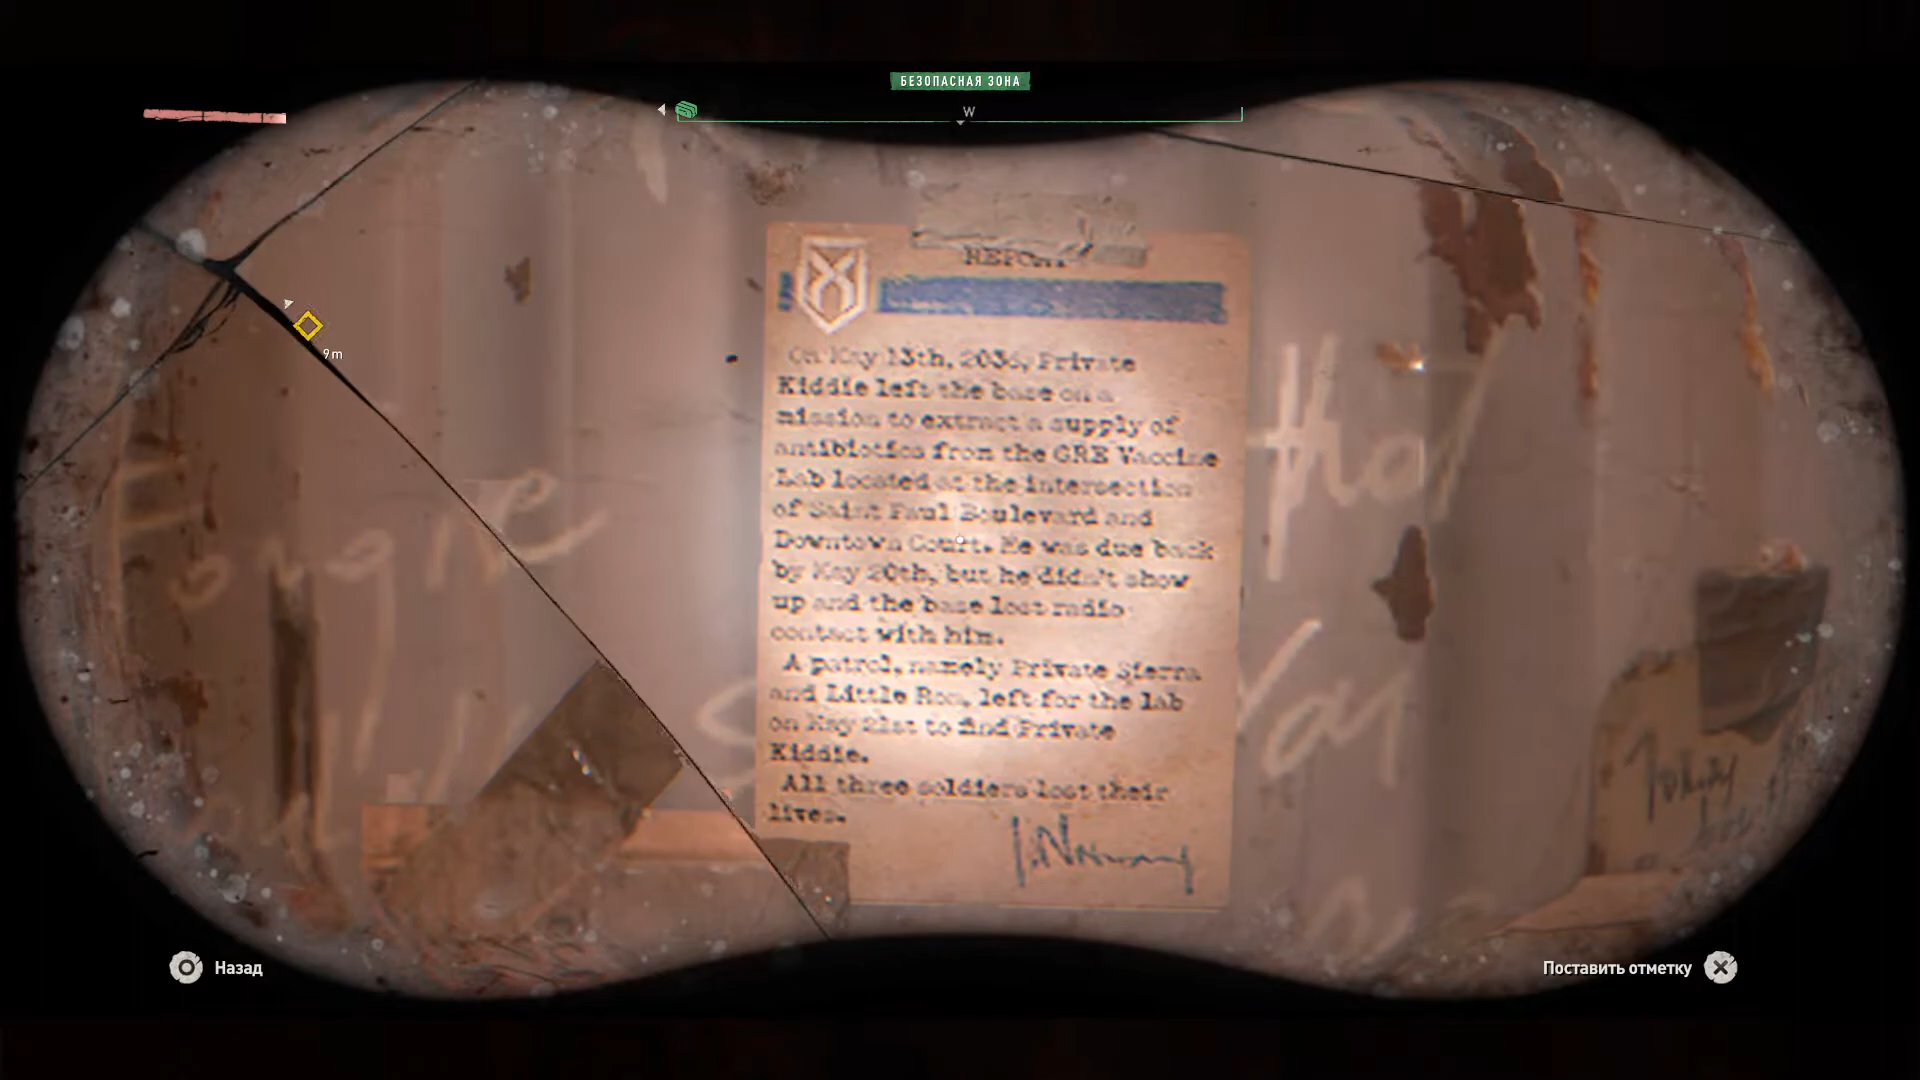 БЕЗОПАСНАЯ ЗОНА
W
9m
REPORT
On May 13th, 2036, Private
Kiddie left the base on a
mission to extract a supply of
antibiotics from the GRE Vaccine
Lab located at the intersection
of Saint Paul Boulevard and
Downtown Court. He was due back
by May 20th, but he didn't show
up and the base lost radio
contact with him.
A patrol, namely Private Sierra
and Little Ron, left for the lab
on May 21st to find Private
Kiddie.
All three soldiers lost their
lives.
Назад
Поставить отметку